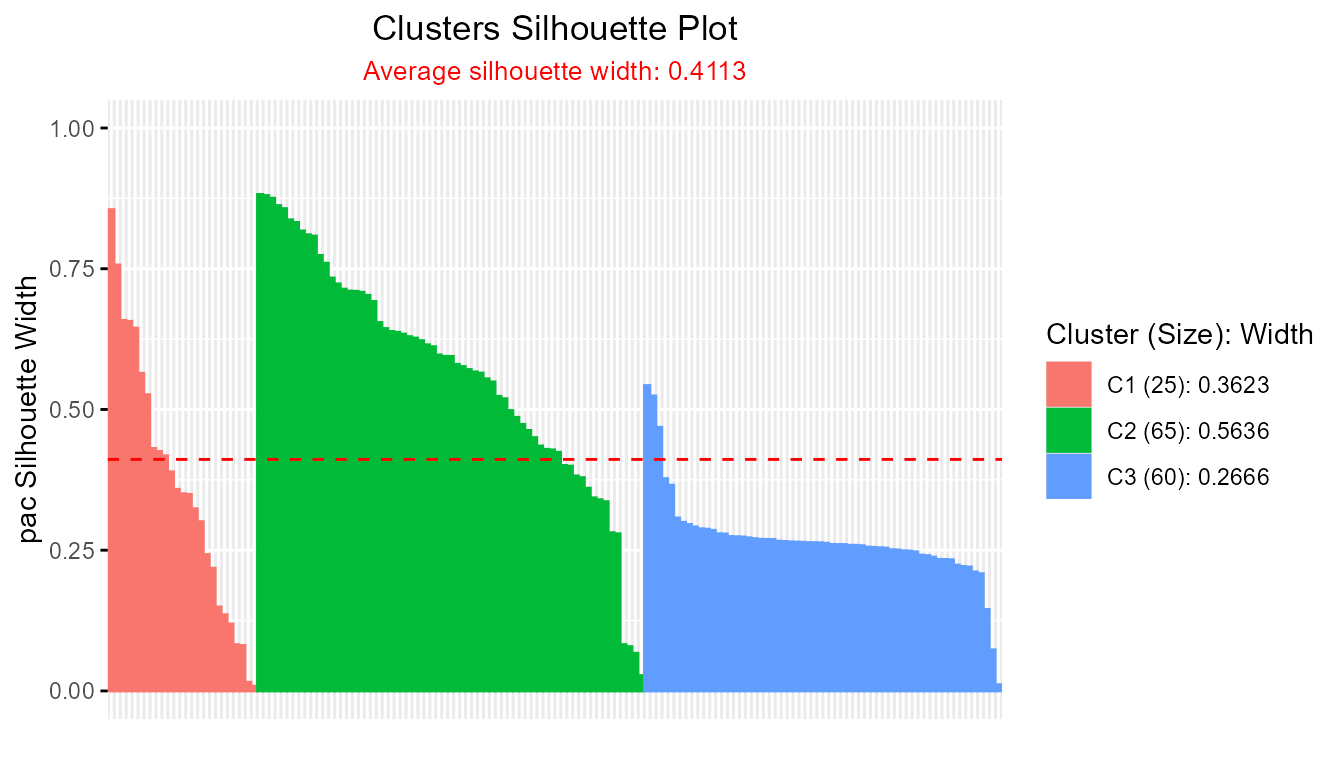 Clusters Silhouette Plot
Average silhouette width: 0.4113
pac Silhouette Width
1.00
0.75
0.50
0.25
0.00
Cluster (Size): Width
C1 (25): 0.3623
C2 (65): 0.5636
C3 (60): 0.2666